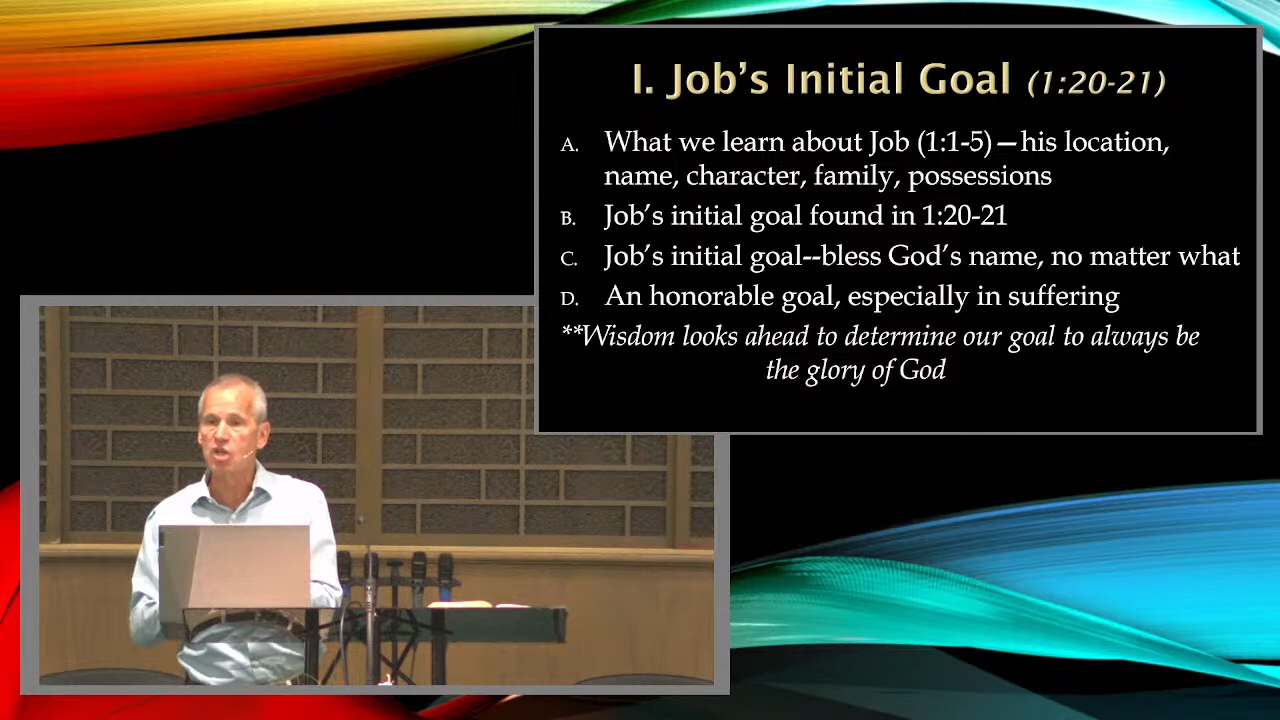 I. Job’s Initial Goal (1:20-21)
A. What we learn about Job (1:1-5)—his location,
name, character, family, possessions
B. Job’s initial goal found in 1:20-21
C. Job’s initial goal--bless God’s name, no matter what
D. An honorable goal, especially in suffering
**Wisdom looks ahead to determine our goal to always be
the glory of God